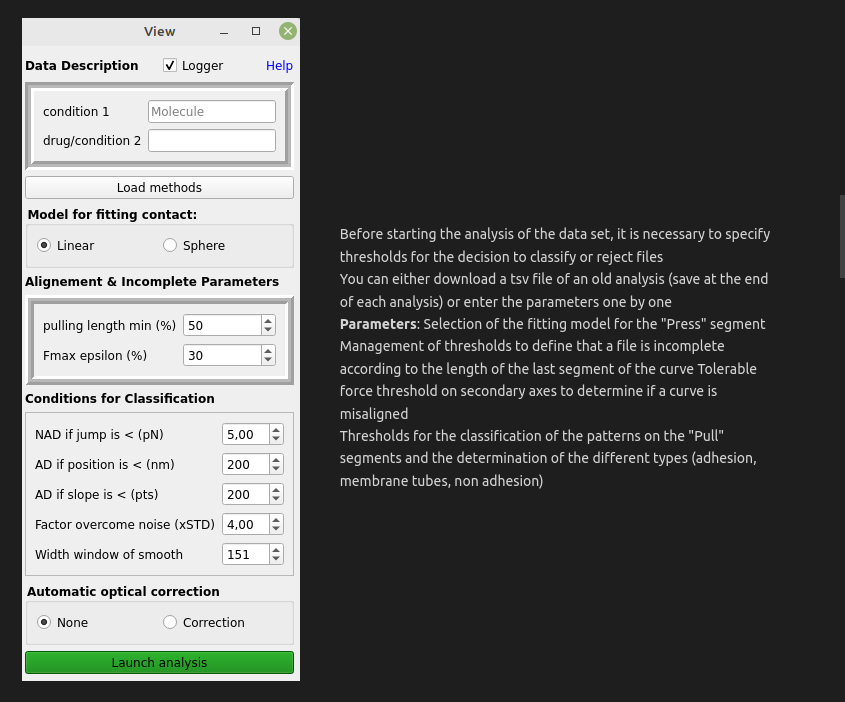 View
Data Description Logger Help
condition 1 Molecule
drug/condition 2
Load methods
Model for fitting contact:
Linear Sphere
Alignement & Incomplete Parameters
pulling length min (%) 50
Fmax epsilon (%) 30
Conditions for Classification
NAD if jump is < (pN) 5,00
AD if position is < (nm) 200
AD if slope is < (pts) 200
Factor overcome noise (xSTD) 4,00
Width window of smooth 151
Automatic optical correction
None Correction
Launch analysis
Before starting the analysis of the data set, it is necessary to specify
thresholds for the decision to classify or reject files
You can either download a tsv file of an old analysis (save at the end
of each analysis) or enter the parameters one by one
Parameters: Selection of the fitting model for the "Press" segment
Management of thresholds to define that a file is incomplete
according to the length of the last segment of the curve Tolerable
force threshold on secondary axes to determine if a curve is
misaligned
Thresholds for the classification of the patterns on the "Pull"
segments and the determination of the different types (adhesion,
membrane tubes, non adhesion)